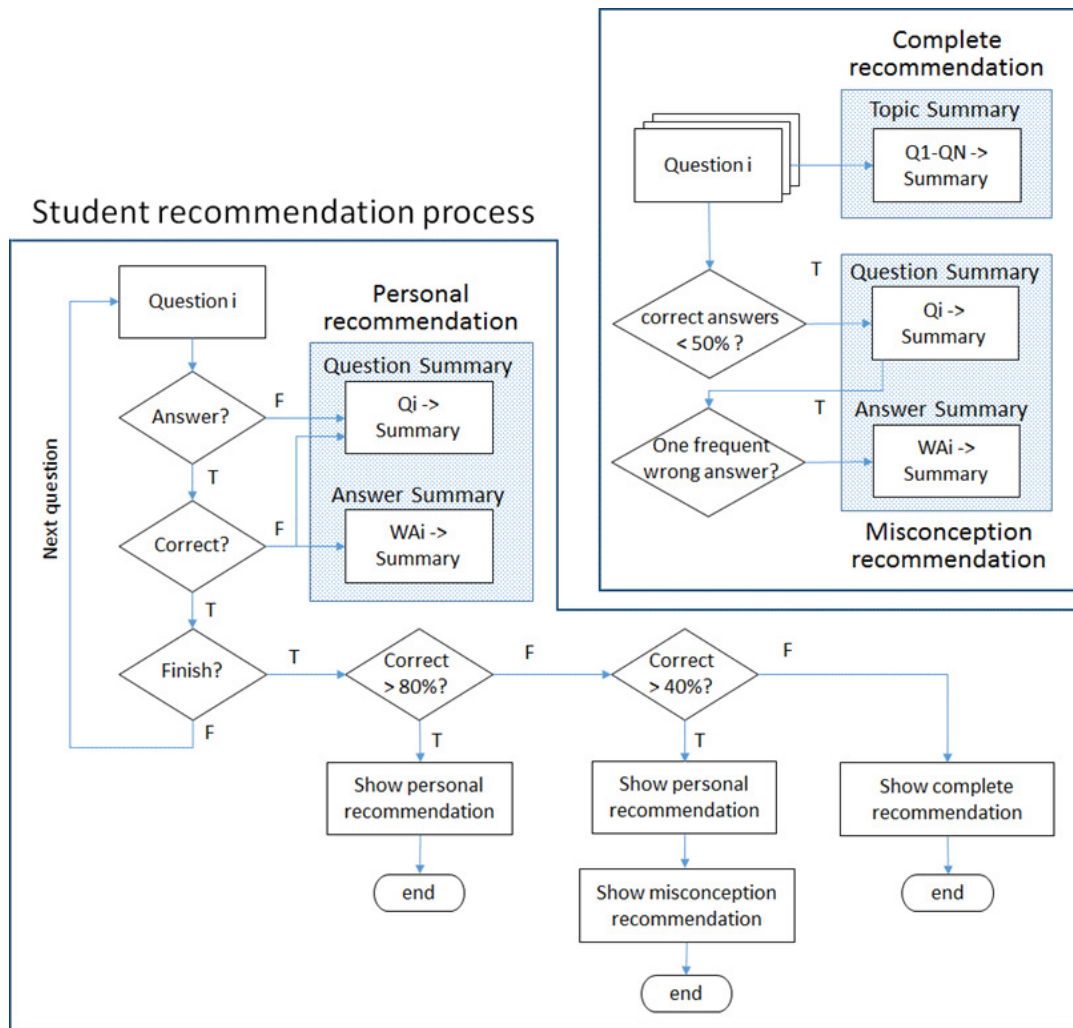 Complete
recommendation
Topic Summary
Q1-QN ->
Summary
Question i
T
Question Summary
Qi ->
Summary
correct answers
< 50% ?
T
Answer Summary
WAi ->
Summary
One frequent
wrong answer?
Misconception
recommendation
Student recommendation process
Question i
Personal
recommendation
Question Summary
Qi ->
Summary
Answer?
F
T
Answer Summary
WAi ->
Summary
Correct?
F
T
Next question
Finish?
T
F
Correct
> 80%?
F
T
Correct
> 40%?
F
T
Show personal
recommendation
end
Show personal
recommendation
Show misconception
recommendation
end
Show complete
recommendation
end